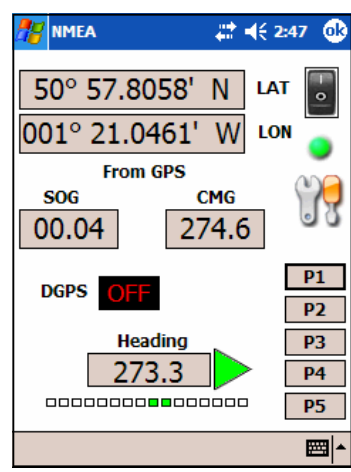 NMEA 2:47 ok
50° 57.8058' N LAT
001° 21.0461' W LON
From GPS
SOG CMG
00.04 274.6
DGPS OFF
P1
P2
Heading P3
273.3 P4
P5